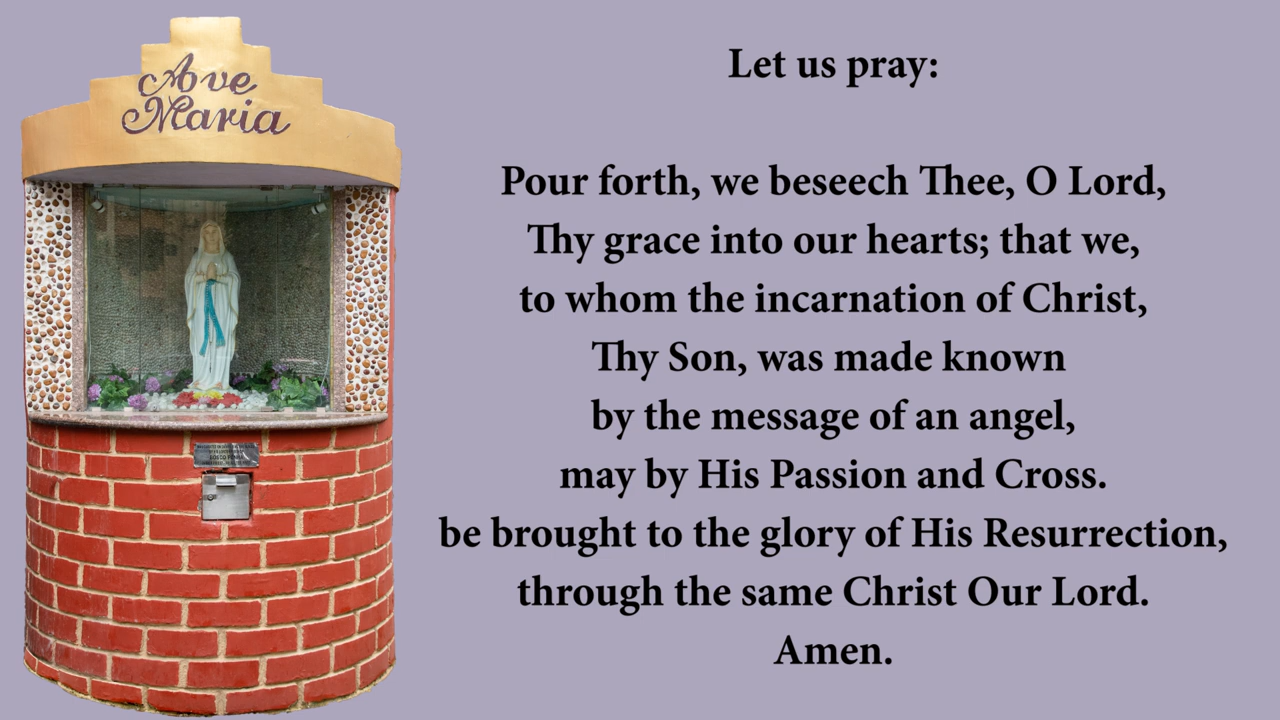 Ave
Maria
Let us pray:
Pour forth, we beseech Thee, O Lord,
Thy grace into our hearts; that we,
to whom the incarnation of Christ,
Thy Son, was made known
by the message of an angel,
may by His Passion and Cross.
be brought to the glory of His Resurrection,
through the same Christ Our Lord.
Amen.